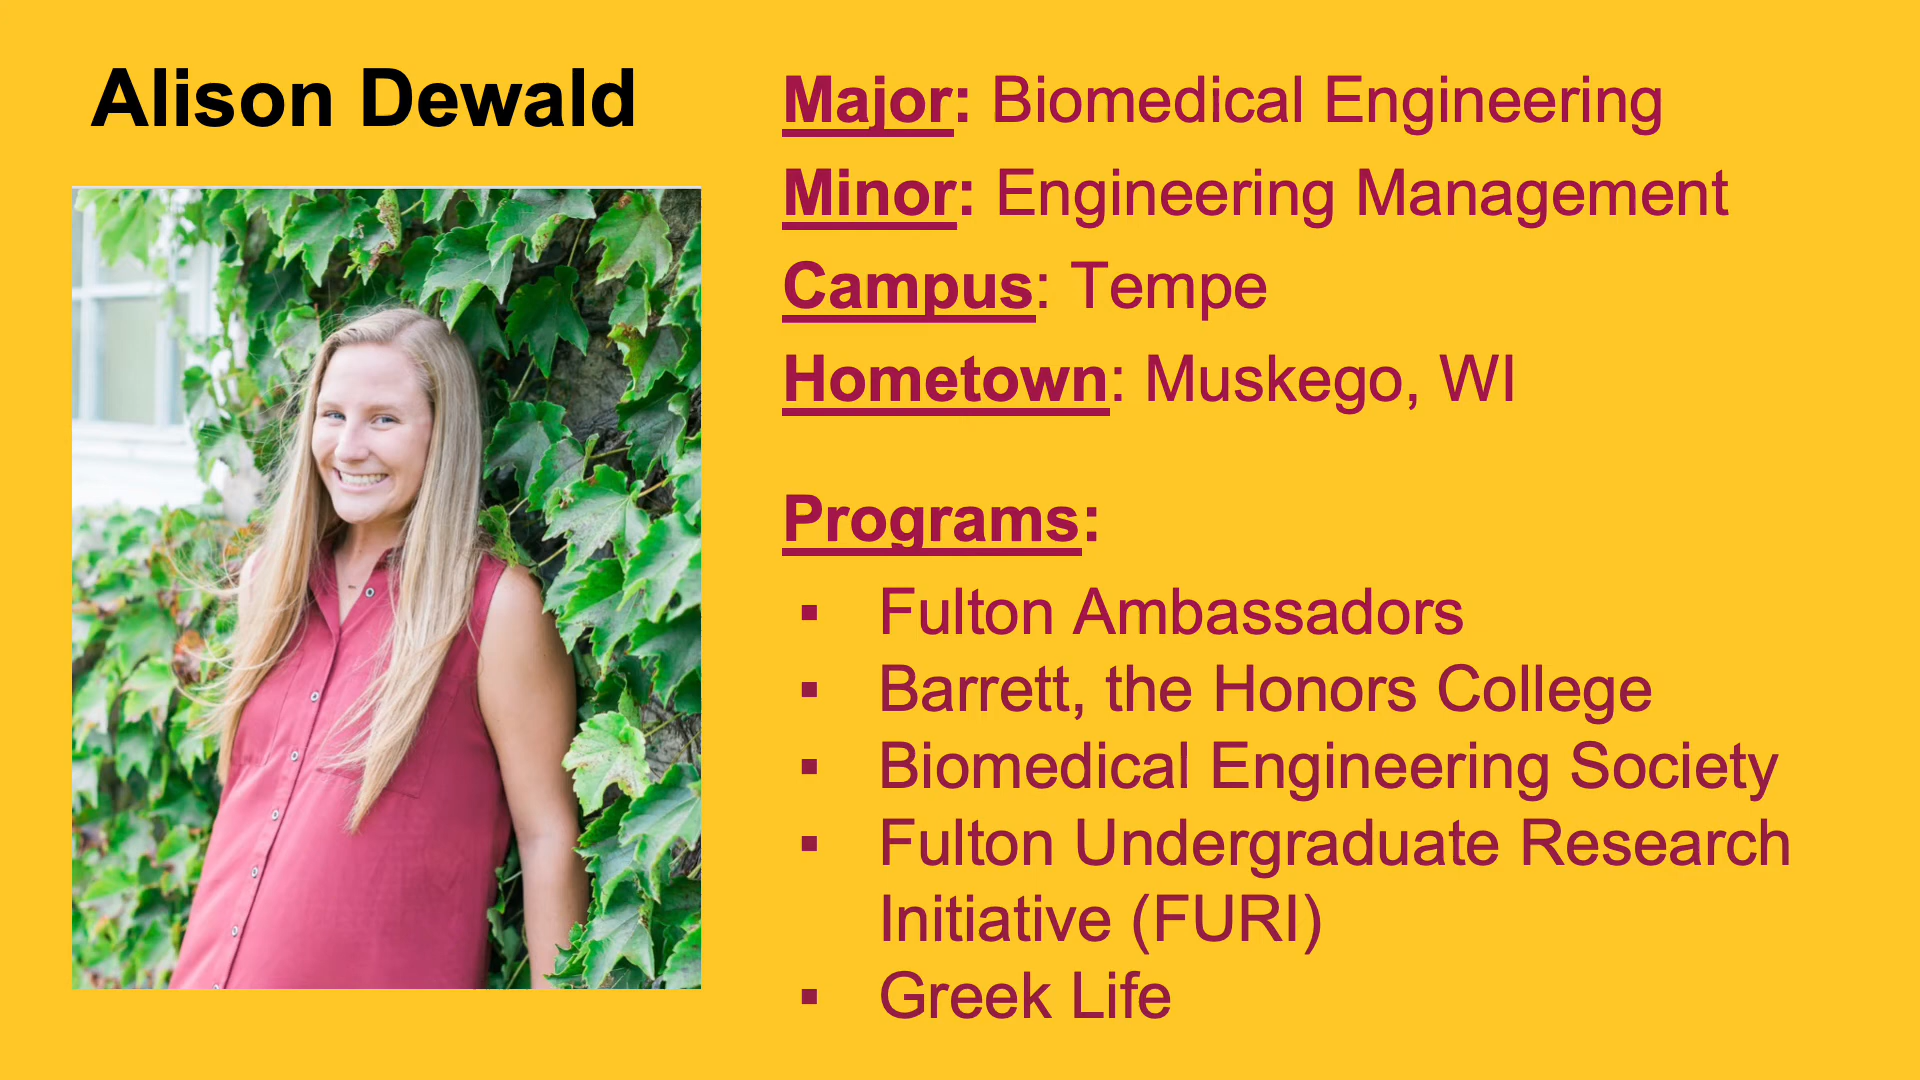 Alison Dewald
Major: Biomedical Engineering
Minor: Engineering Management
Campus: Tempe
Hometown: Muskego, WI
Programs:
▪ Fulton Ambassadors
▪ Barrett, the Honors College
▪ Biomedical Engineering Society
▪ Fulton Undergraduate Research
Initiative (FURI)
▪ Greek Life